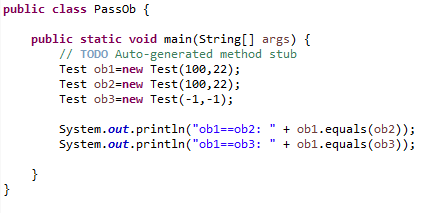 public class PassOb {
public static void main(String[] args) {
// TODO Auto-generated method stub
Test ob1=new Test(100,22);
Test ob2=new Test(100,22);
Test ob3=new Test(-1,-1);
System.out.println("ob1==ob2: " + ob1.equals(ob2));
System.out.println("ob1==ob3: " + ob1.equals(ob3));
}
}